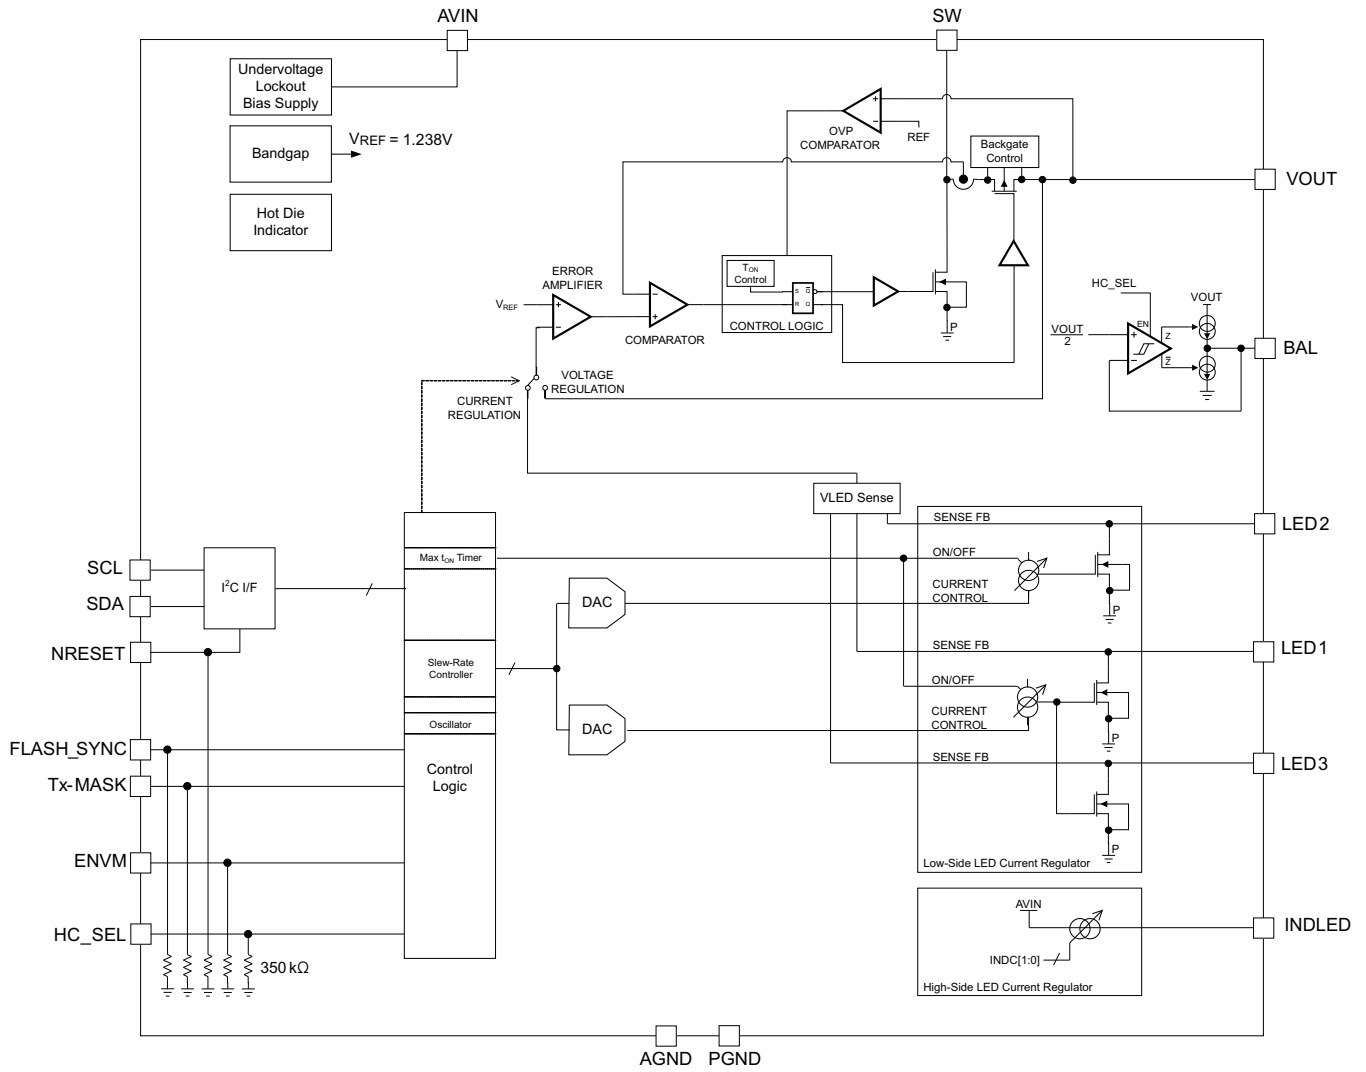 AVIN
SW
Undervoltage
Lockout
Bias Supply
Bandgap
VREF = 1.238V
Hot Die
Indicator
OVP
COMPARATOR
+
−
REF
Backgate
Control
VOUT
ERROR
AMPLIFIER
VREF
+
−
−
+
COMPARATOR
TON
Control
S
R
Q̅
Q
CONTROL LOGIC
P
HC_SEL
EN
VOUT
2
+
−
Z
Z̅
VOUT
BAL
VOLTAGE
REGULATION
CURRENT
REGULATION
VLED Sense
SENSE FB
LED2
ON/OFF
CURRENT
CONTROL
P
SENSE FB
LED1
ON/OFF
CURRENT
CONTROL
P
SENSE FB
LED3
P
Low-Side LED Current Regulator
AVIN
INDC[1:0]
High-Side LED Current Regulator
INDLED
SCL
SDA
I²C I/F
NRESET
FLASH_SYNC
Tx-MASK
ENVM
HC_SEL
350 kΩ
Max tON Timer
Slew-Rate
Controller
Oscillator
Control
Logic
DAC
DAC
AGND
PGND